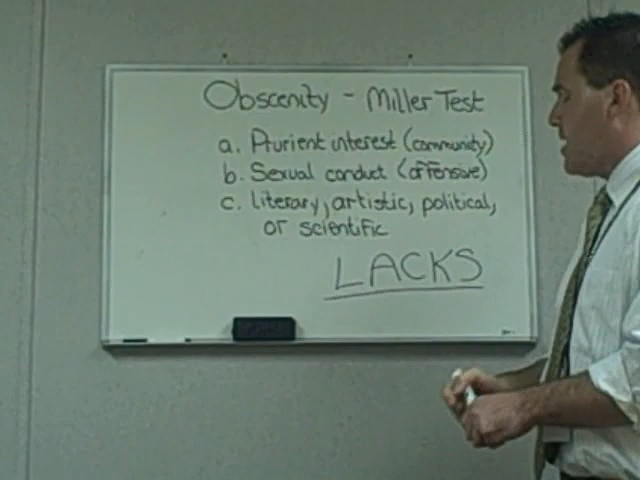 Obscenity - Miller Test
a. Prurient interest (community)
b. Sexual conduct (offensive)
c. literary, artistic, political,
or scientific
LACKS